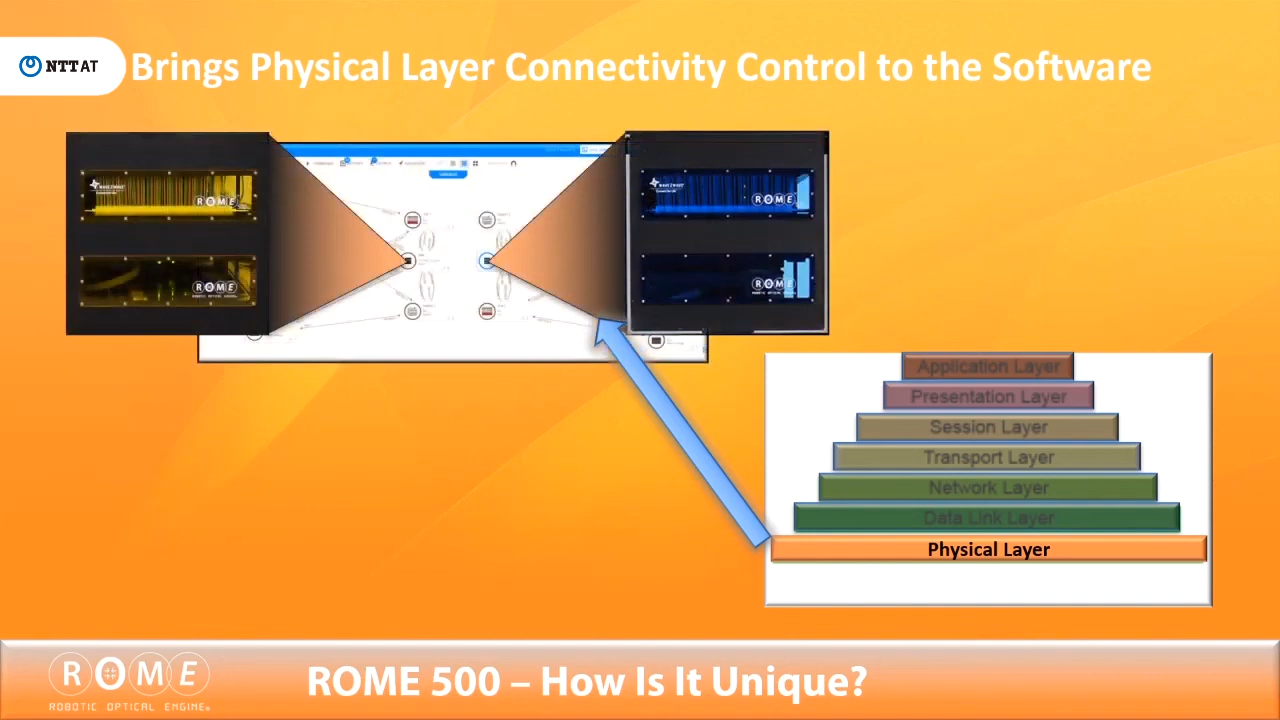 NTT AT
Brings Physical Layer Connectivity Control to the Software
ROME
ROME
ROME
ROME
Application Layer
Presentation Layer
Session Layer
Transport Layer
Network Layer
Data Link Layer
Physical Layer
ROME
ROBOTIC OPTICAL ENGINE
ROME 500 – How Is It Unique?